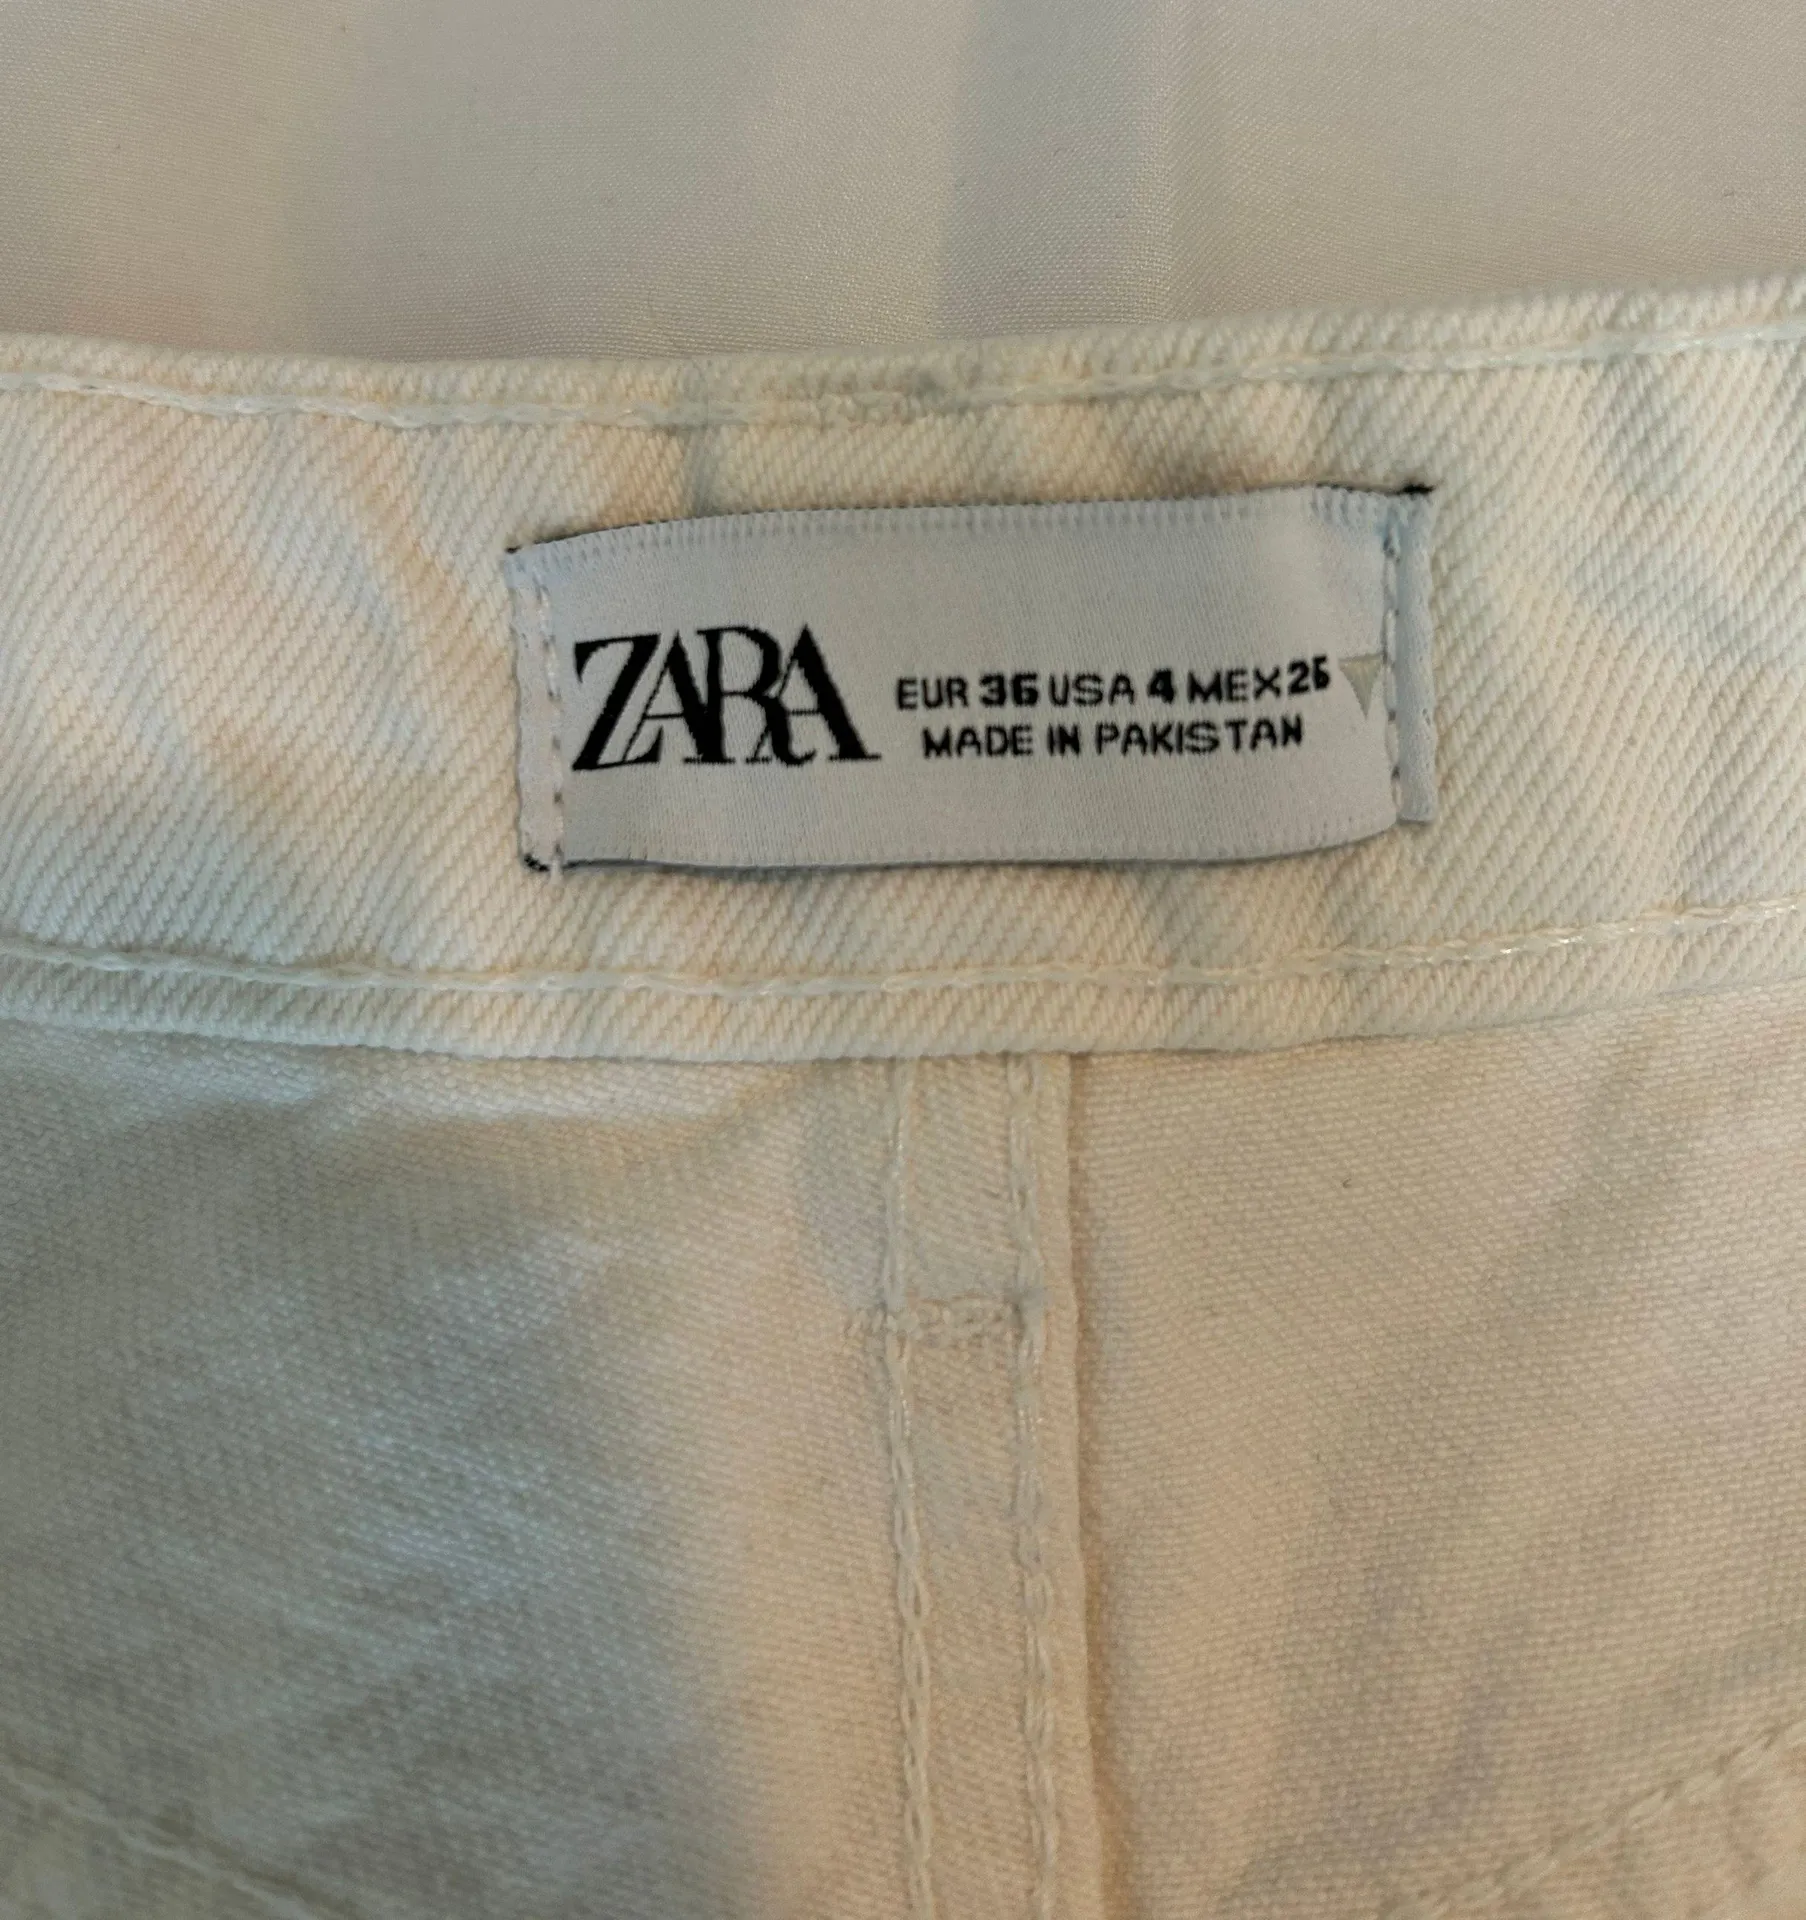 ZARA
EUR 36 USA 4 MEX 26
MADE IN PAKISTAN